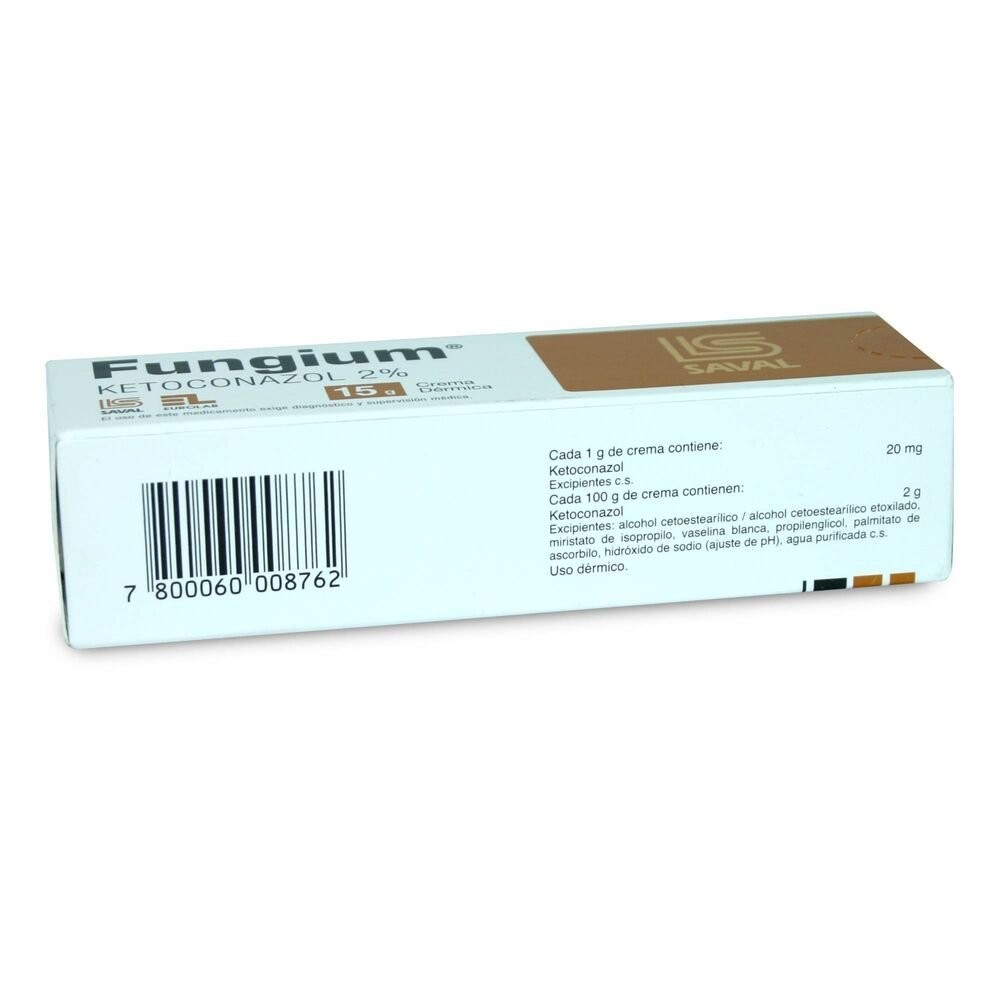 Fungium®
KETOCONAZOL 2%
15 g
Crema
Dérmica
SAVAL
EUROLAB
El uso de este medicamento exige diagnóstico y supervisión médica.
SAVAL
Cada 1 g de crema contiene:
Ketoconazol 20 mg
Excipientes c.s.
Cada 100 g de crema contienen:
Ketoconazol 2 g
Excipientes: alcohol cetoestearílico / alcohol cetoestearílico etoxilado,
miristato de isopropilo, vaselina blanca, propilenglicol, palmitato de
ascorbilo, hidróxido de sodio (ajuste de pH), agua purificada c.s.
Uso dérmico.
7 800060 008762